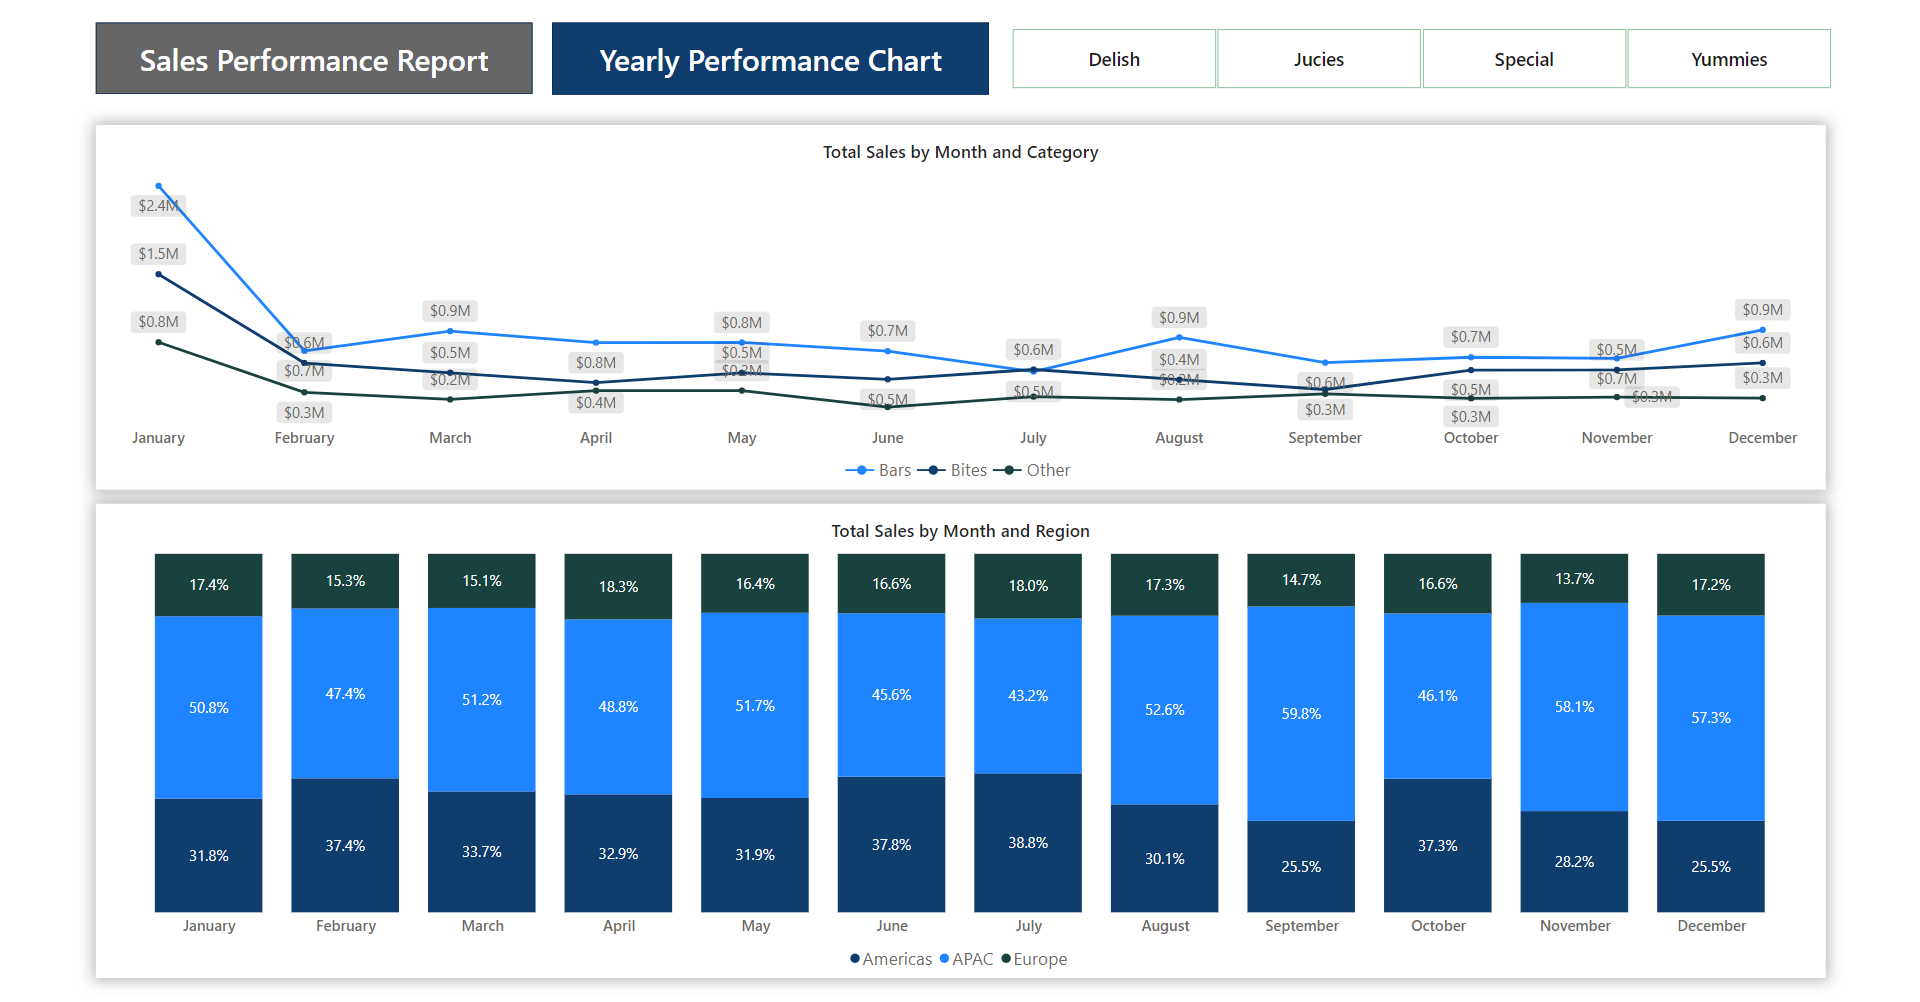 Sales Performance Report
Yearly Performance Chart
Delish
Jucies
Special
Yummies
Total Sales by Month and Category
$2.4M
$1.5M
$0.8M
$0.6M
$0.7M
$0.3M
$0.9M
$0.5M
$0.2M
$0.8M
$0.4M
$0.8M
$0.5M
$0.7M
$0.5M
$0.6M
$0.5M
$0.9M
$0.4M
$0.2M
$0.6M
$0.3M
$0.7M
$0.5M
$0.3M
$0.5M
$0.7M
$0.3M
$0.9M
$0.6M
$0.3M
January February March April May June July August September October November December
Bars Bites Other
Total Sales by Month and Region
17.4% 15.3% 15.1% 18.3% 16.4% 16.6% 18.0% 17.3% 14.7% 16.6% 13.7% 17.2%
50.8% 47.4% 51.2% 48.8% 51.7% 45.6% 43.2% 52.6% 59.8% 46.1% 58.1% 57.3%
31.8% 37.4% 33.7% 32.9% 31.9% 37.8% 38.8% 30.1% 25.5% 37.3% 28.2% 25.5%
January February March April May June July August September October November December
Americas APAC Europe